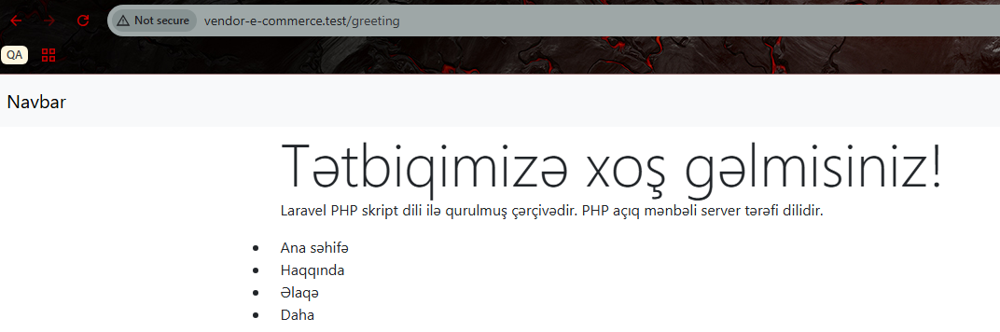 Not secure
vendor-e-commerce.test/greeting
QA
Navbar
Tətbiqimizə xoş gəlmisiniz!
Laravel PHP skript dili ilə qurulmuş çərçivədir. PHP açıq mənbəli server tərəfi dilidir.
Ana səhifə
Haqqında
Əlaqə
Daha